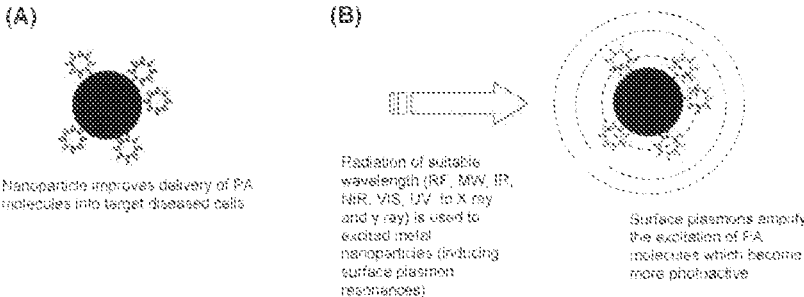 (A)
(B)
Nanoparticle improves delivery of PA
molecules into target diseased cells
Radiation of suitable
wavelength (RF, MW, IR,
NIR, VIS, UV to X ray
and γ ray) is used to
excited metal
nanoparticles (inducing
surface plasmon
resonances)
Surface plasmons amplify
the excitation of PA
molecules which become
more photoactive